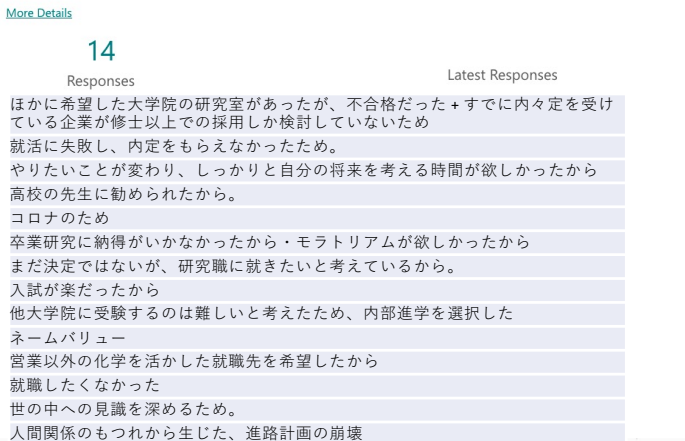 More Details
14
Responses
Latest Responses
ほかに希望した大学院の研究室があったが、不合格だった + すでに内々定を受け
ている企業が修士以上での採用しか検討していないため
就活に失敗し、内定をもらえなかったため。
やりたいことが変わり、しっかりと自分の将来を考える時間が欲しかったから
高校の先生に勧められたから。
コロナのため
卒業研究に納得がいかなかったから・モラトリアムが欲しかったから
まだ決定ではないが、研究職に就きたいと考えているから。
入試が楽だったから
他大学院に受験するのは難しいと考えたため、内部進学を選択した
ネームバリュー
営業以外の化学を活かした就職先を希望したから
就職したくなかった
世の中への見識を深めるため。
人間関係のもつれから生じた、進路計画の崩壊